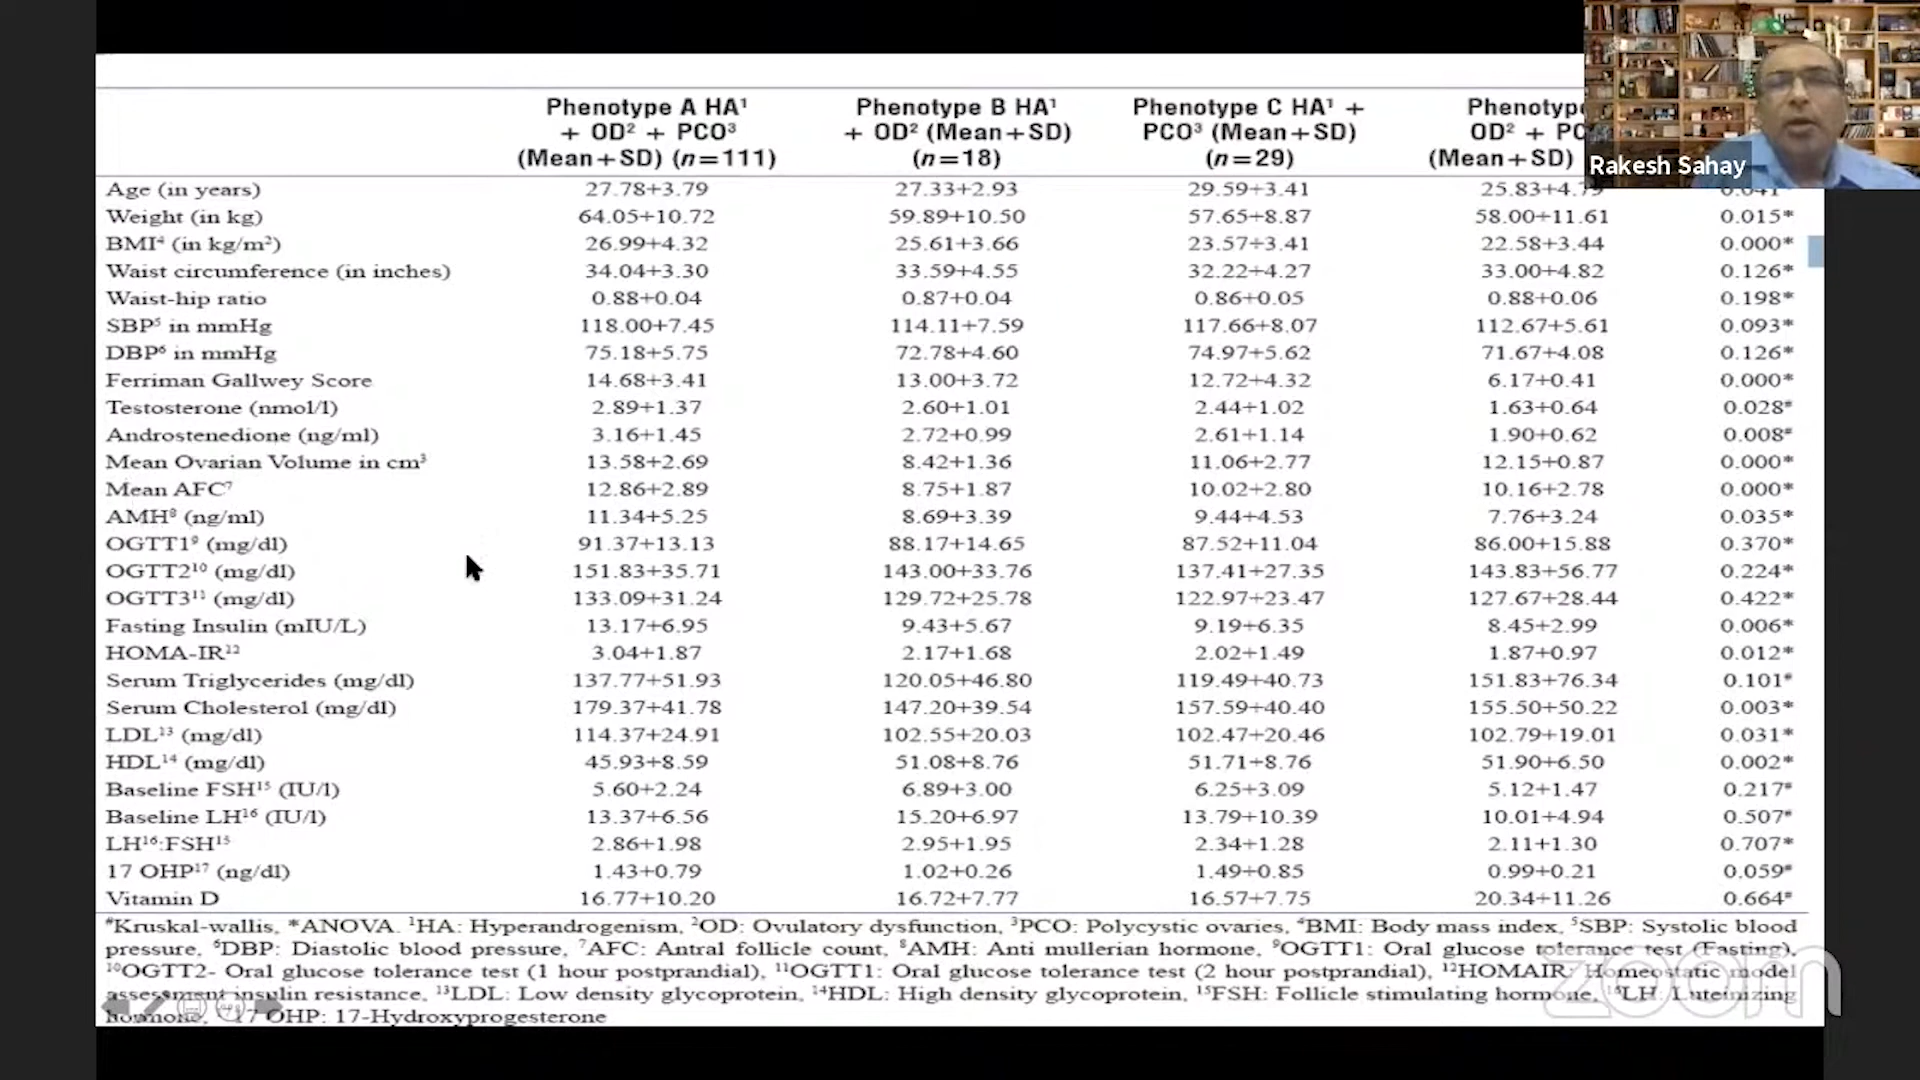 Phenotype A HA¹ + OD² + PCO³ (Mean+SD) (n=111) Phenotype B HA¹ + OD² (Mean+SD) (n=18) Phenotype C HA¹ + PCO³ (Mean+SD) (n=29) OD² + (Mean+SD)
Rakesh Sahay
Age (in years) 27.78+3.79 27.33+2.93 29.59+3.41
Weight (in kg) 64.05+10.72 59.89+10.50 57.65+8.87 58.00+11.61 0.015*
BMI⁴ (in kg/m²) 26.99+4.32 25.61+3.66 23.57+3.41 22.58+3.44 0.000*
Waist circumference (in inches) 34.04+3.30 33.59+4.55 32.22+4.27 33.00+4.82 0.126*
Waist-hip ratio 0.88+0.04 0.87+0.04 0.86+0.05 0.88+0.06 0.198*
SBP⁵ in mmHg 118.00+7.45 114.11+7.59 117.66+8.07 112.67+5.61 0.093*
DBP⁶ in mmHg 75.18+5.75 72.78+4.60 74.97+5.62 71.67+4.08 0.126*
Ferriman Gallwey Score 14.68+3.41 13.00+3.72 12.72+4.32 6.17+0.41 0.000*
Testosterone (nmol/l) 2.89+1.37 2.60+1.01 2.44+1.02 1.63+0.64 0.028#
Androstenedione (ng/ml) 3.16+1.45 2.72+0.99 2.61+1.14 1.90+0.62 0.008#
Mean Ovarian Volume in cm³ 13.58+2.69 8.42+1.36 11.06+2.77 12.15+0.87 0.000*
Mean AFC⁷ 12.86+2.89 8.75+1.87 10.02+2.80 10.16+2.78 0.000*
AMH⁸ (ng/ml) 11.34+5.25 8.69+3.39 9.44+4.53 7.76+3.24 0.035*
OGTT1⁹ (mg/dl) 91.37+13.13 88.17+14.65 87.52+11.04 86.00+15.88 0.370*
OGTT2¹⁰ (mg/dl) 151.83+35.71 143.00+33.76 137.41+27.35 143.83+56.77 0.224*
OGTT3¹¹ (mg/dl) 133.09+31.24 129.72+25.78 122.97+23.47 127.67+28.44 0.422*
Fasting Insulin (mIU/L) 13.17+6.95 9.43+5.67 9.19+6.35 8.45+2.99 0.006*
HOMA-IR¹² 3.04+1.87 2.17+1.68 2.02+1.49 1.87+0.97 0.012*
Serum Triglycerides (mg/dl) 137.77+51.93 120.05+46.80 119.49+40.73 151.83+76.34 0.101#
Serum Cholesterol (mg/dl) 179.37+41.78 147.20+39.54 157.59+40.40 155.50+50.22 0.003*
LDL¹³ (mg/dl) 114.37+24.91 102.55+20.03 102.47+20.46 102.79+19.01 0.031*
HDL¹⁴ (mg/dl) 45.93+8.59 51.08+8.76 51.71+8.76 51.90+6.50 0.002*
Baseline FSH¹⁵ (IU/l) 5.60+2.24 6.89+3.00 6.25+3.09 5.12+1.47 0.217#
Baseline LH¹⁶ (IU/l) 13.37+6.56 15.20+6.97 13.79+10.39 10.01+4.94 0.507#
LH¹⁶:FSH¹⁵ 2.86+1.98 2.95+1.95 2.34+1.28 2.11+1.30 0.707*
17 OHP¹⁷ (ng/dl) 1.43+0.79 1.02+0.26 1.49+0.85 0.99+0.21 0.059#
Vitamin D 16.77+10.20 16.72+7.77 16.57+7.75 20.34+11.26 0.664#
#Kruskal-wallis, *ANOVA. ¹HA: Hyperandrogenism, ²OD: Ovulatory dysfunction, ³PCO: Polycystic ovaries, ⁴BMI: Body mass index, ⁵SBP: Systolic blood
pressure, ⁶DBP: Diastolic blood pressure, ⁷AFC: Antral follicle count, ⁸AMH: Anti mullerian hormone, ⁹OGTT1: Oral glucose tolerance test (Fasting),
¹⁰OGTT2- Oral glucose tolerance test (1 hour postprandial), ¹¹OGTT1: Oral glucose tolerance test (2 hour postprandial), ¹²HOMAIR: Homeostatic model
assessment insulin resistance, ¹³LDL: Low density glycoprotein, ¹⁴HDL: High density glycoprotein, ¹⁵FSH: Follicle stimulating hormone, ¹⁶LH: Luteinizing
hormone, ¹⁷17 OHP: 17-Hydroxyprogesterone
zoom